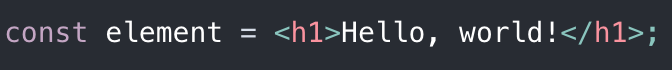 const element = <h1>Hello, world!</h1>;